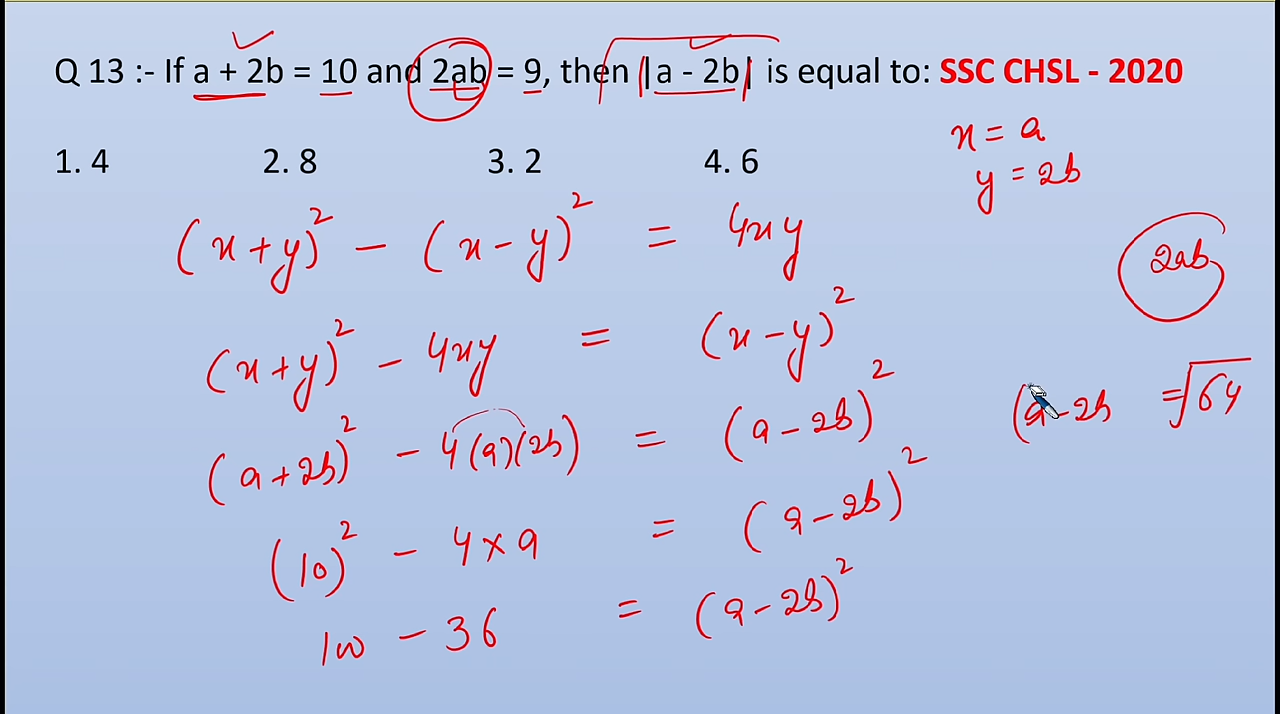 Q 13 :- If a + 2b = 10 and 2ab = 9, then |a - 2b| is equal to: SSC CHSL - 2020
1. 4 2. 8 3. 2 4. 6
x = a
y = 2b
(x+y)² - (x-y)² = 4xy
2ab
(x+y)² - 4xy = (x-y)²
(a-2b = √64
(a+2b)² - 4(a)(2b) = (a-2b)²
(10)² - 4×9 = (a-2b)²
100 - 36 = (a-2b)²